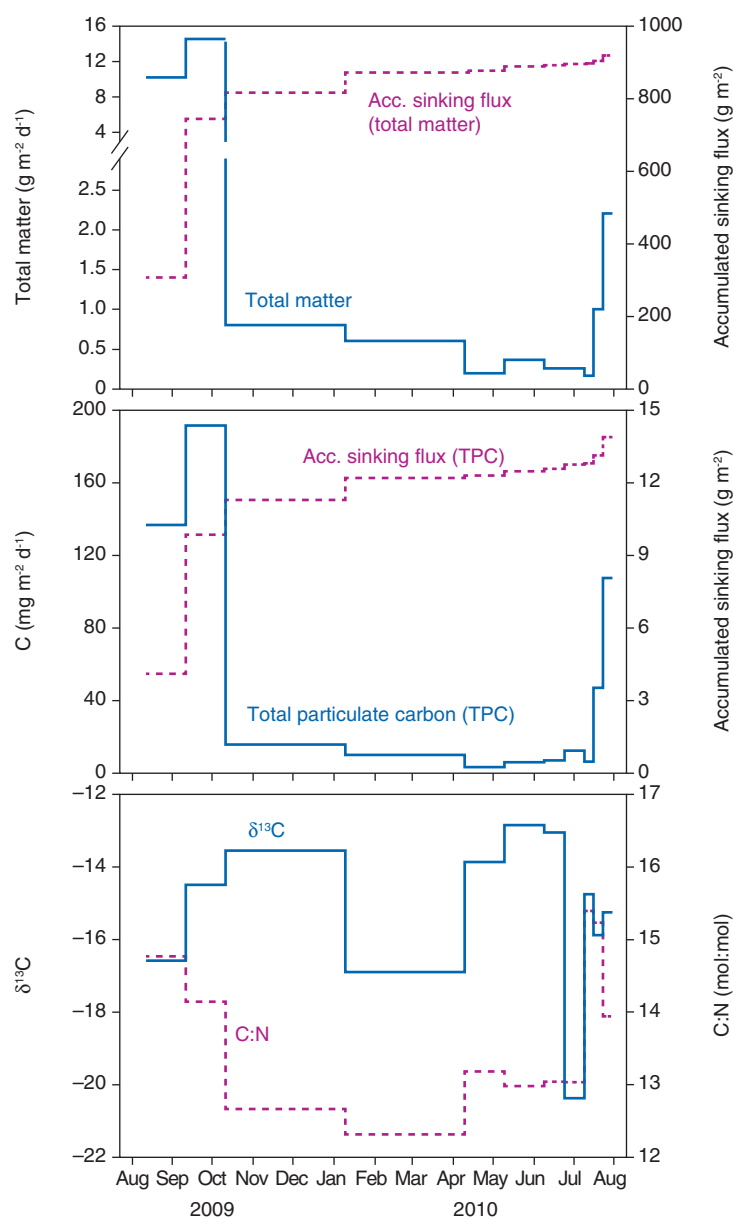 16
12
8
4
2.5
2.0
1.5
1.0
0.5
0
Total matter (g m⁻² d⁻¹)
1000
800
600
400
200
0
Accumulated sinking flux (g m⁻²)
Acc. sinking flux
(total matter)
Total matter
200
160
120
80
40
0
C (mg m⁻² d⁻¹)
15
12
9
6
3
0
Accumulated sinking flux (g m⁻²)
Acc. sinking flux (TPC)
Total particulate carbon (TPC)
−12
−14
−16
−18
−20
−22
δ¹³C
17
16
15
14
13
12
C:N (mol:mol)
δ¹³C
C:N
Aug Sep Oct Nov Dec Jan Feb Mar Apr May Jun Jul Aug
2009 2010